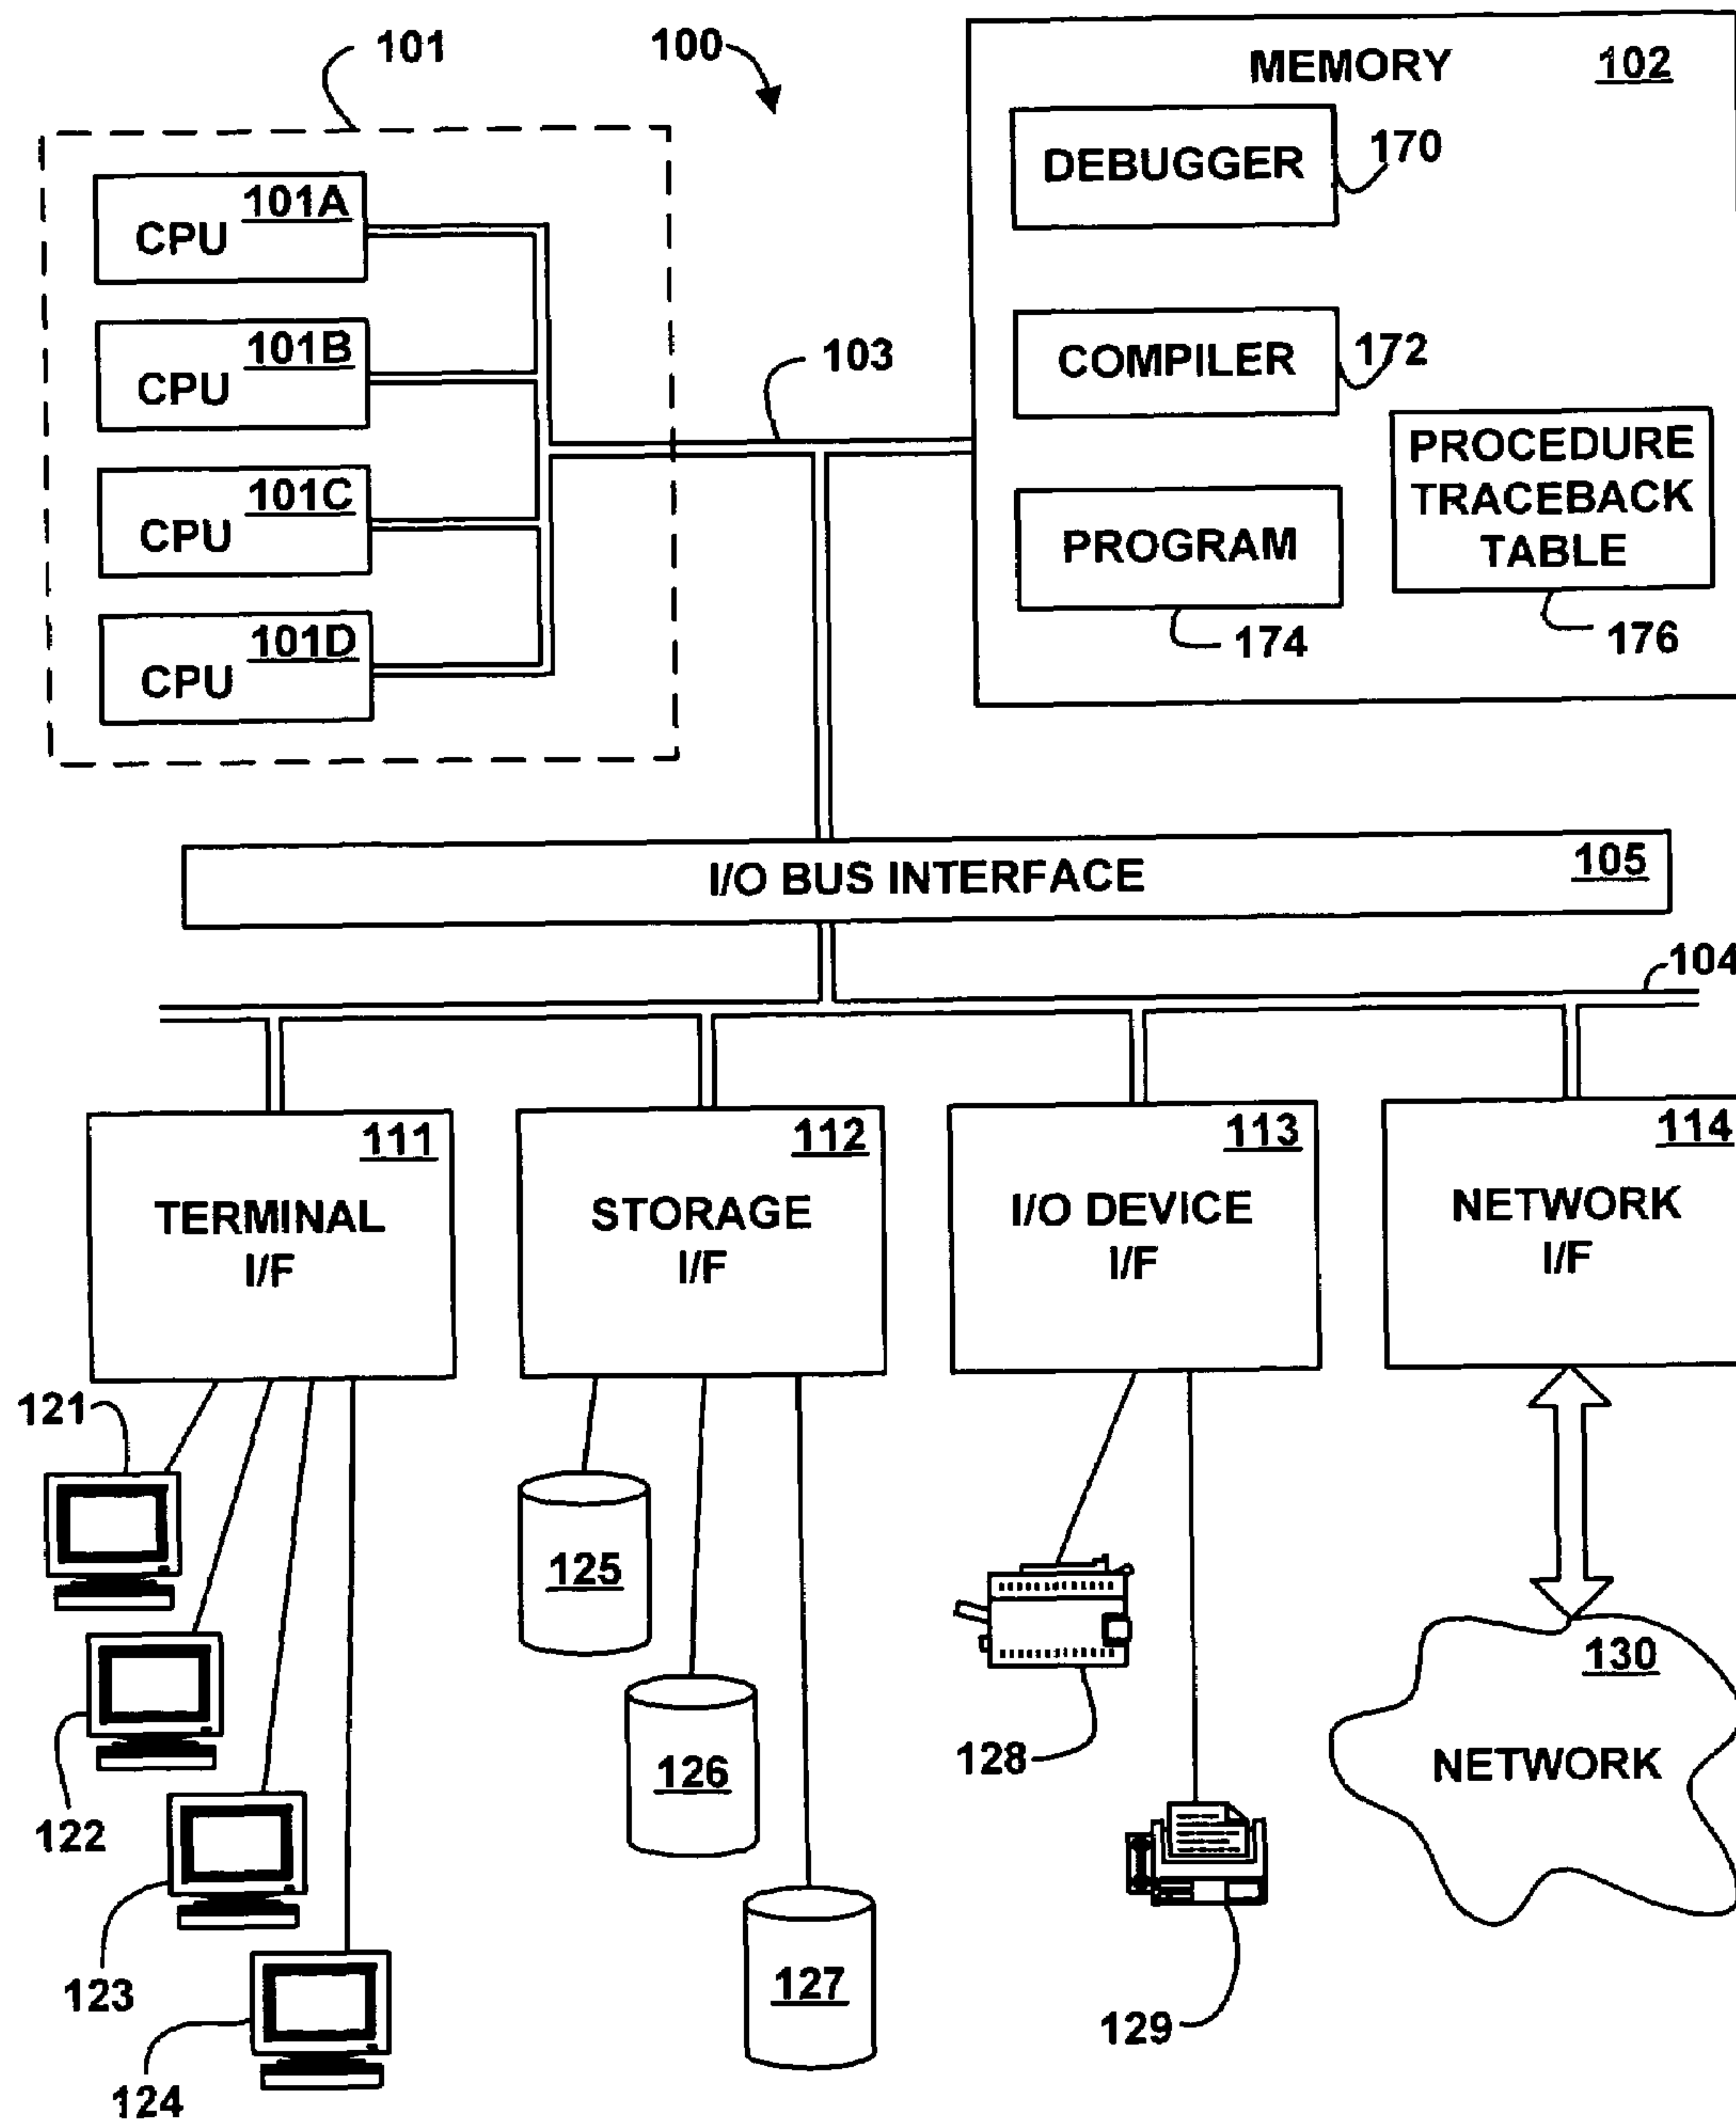 101
100
MEMORY 102
DEBUGGER
170
101A
CPU
101B
CPU
103
COMPILER
172
101C
CPU
PROCEDURE
TRACEBACK
TABLE
PROGRAM
101D
CPU
174
176
I/O BUS INTERFACE 105
104
111
TERMINAL
I/F
112
STORAGE
I/F
113
I/O DEVICE
I/F
114
NETWORK
I/F
121
125
130
NETWORK
122
126
128
123
127
129
124